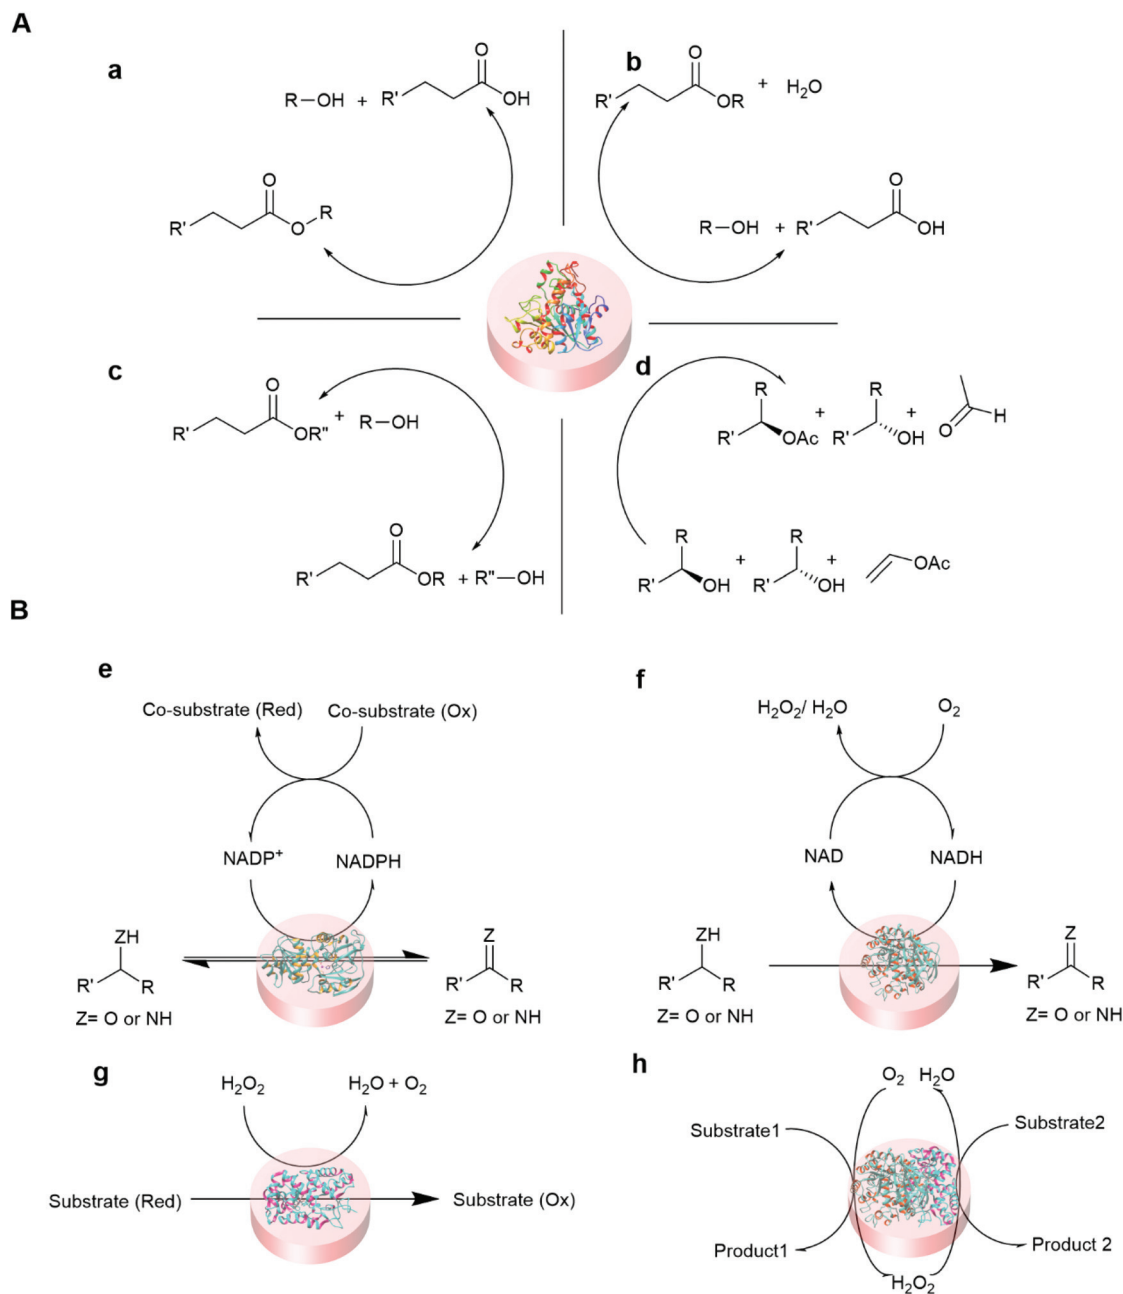 A
a
R—OH + R' O OH
b
R' O OR + H₂O
R' O O R
R—OH + R' O OH
c
R' O OR" + R—OH
R' O OR + R"—OH
d
R R' OAc + R R' OH + O H
R R' OH + R R' OH + OAc
B
e
Co-substrate (Red) Co-substrate (Ox)
NADP⁺ NADPH
ZH R' R
Z= O or NH
Z R' R
Z= O or NH
f
H₂O₂/ H₂O O₂
NAD NADH
ZH R' R
Z= O or NH
Z R' R
Z= O or NH
g
H₂O₂ H₂O + O₂
Substrate (Red) Substrate (Ox)
h
O₂ H₂O
Substrate1 Substrate2
Product1 Product 2
H₂O₂